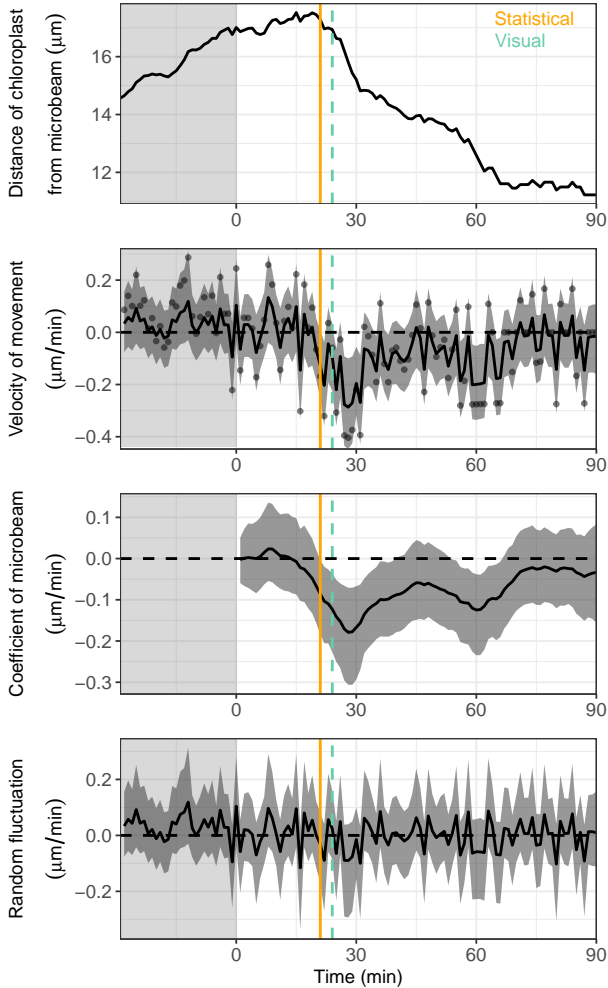 Distance of chloroplast
from microbeam (μm)
Statistical
Visual
16
14
12
0
30
60
90
Velocity of movement
(μm/min)
0.2
0.0
−0.2
−0.4
0
30
60
90
Coefficient of microbeam
(μm/min)
0.1
0.0
−0.1
−0.2
−0.3
0
30
60
90
Random fluctuation
(μm/min)
0.2
0.0
−0.2
0
30
60
90
Time (min)